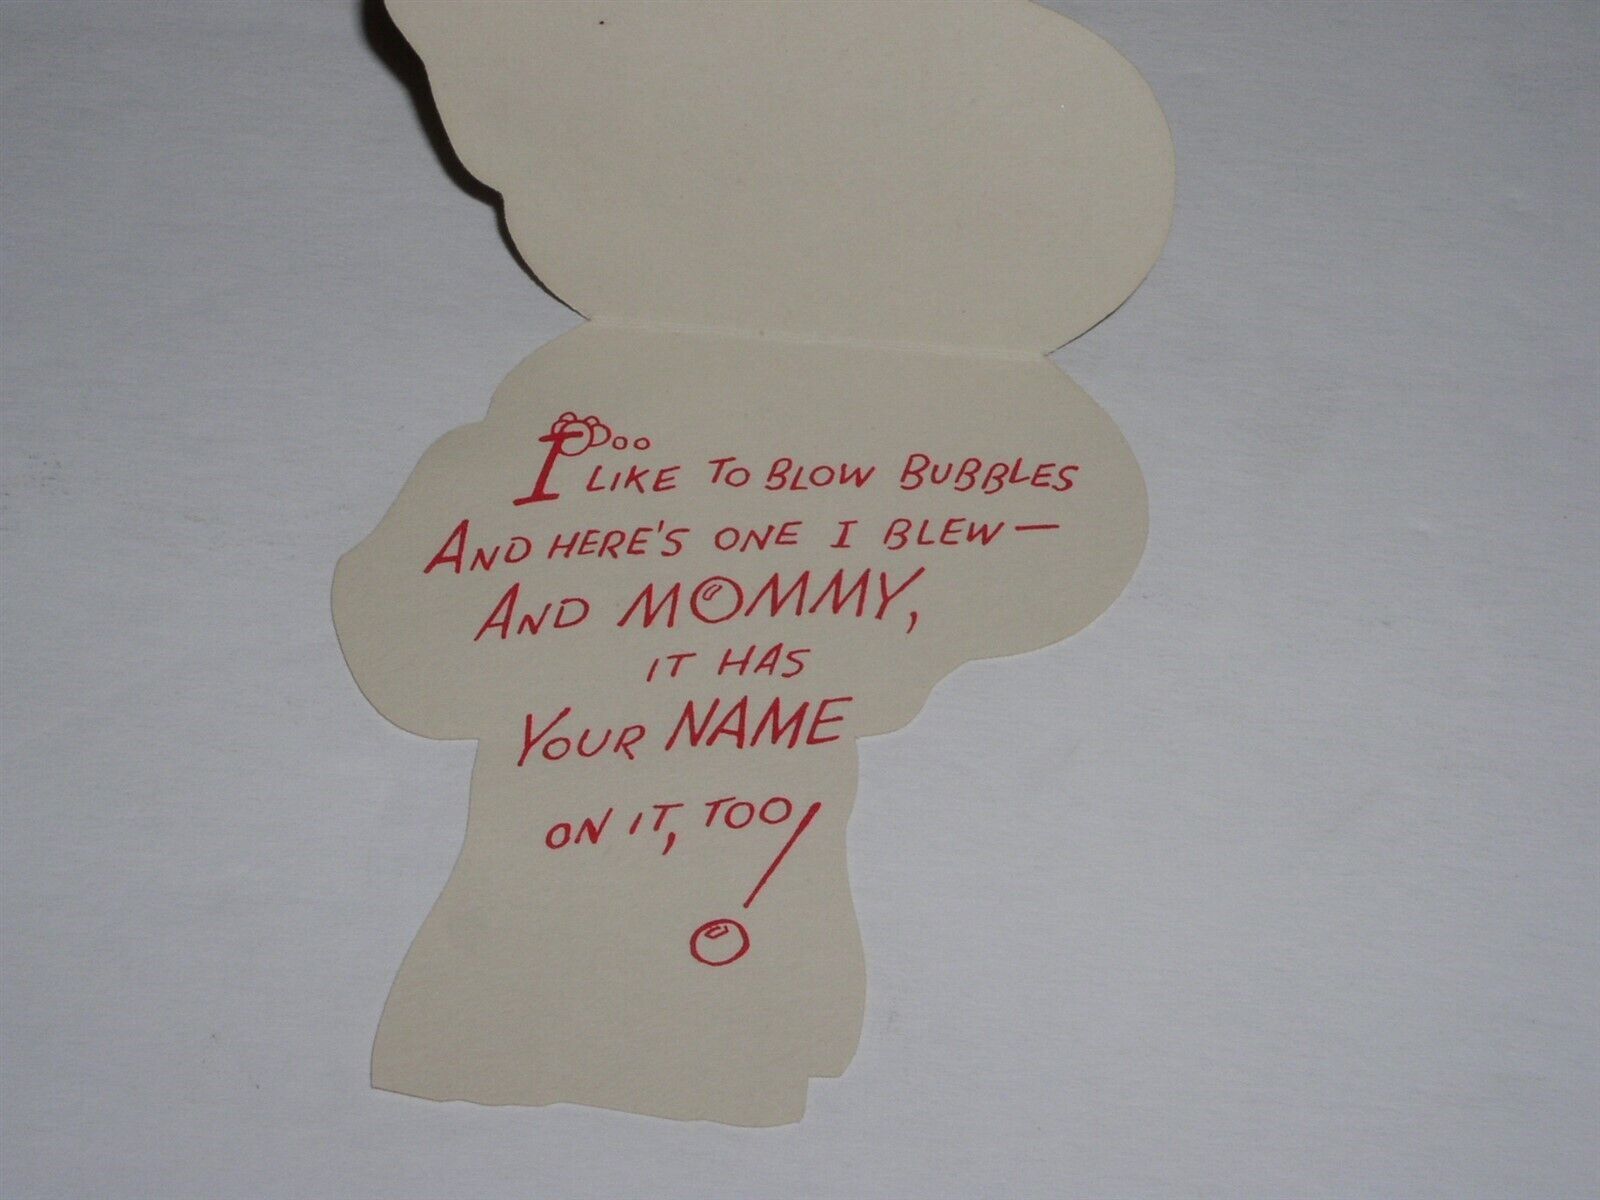 I LIKE TO BLOW BUBBLES
AND HERE'S ONE I BLEW—
AND MOMMY,
IT HAS
YOUR NAME
ON IT, TOO!